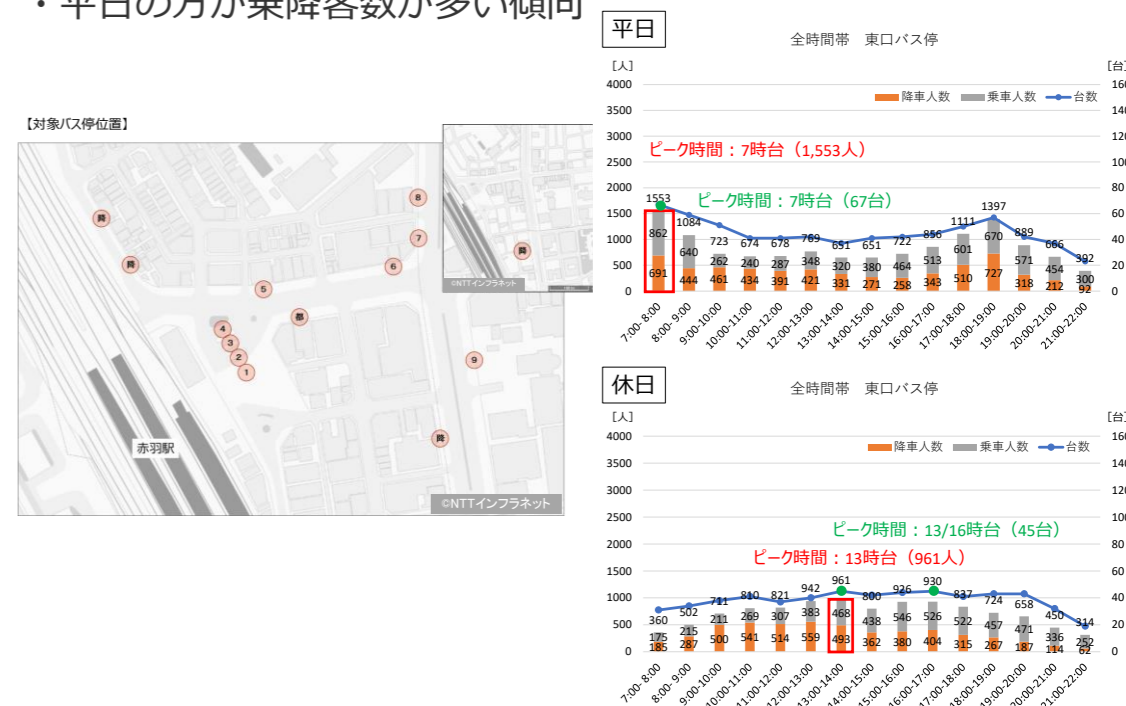 ・平日の方が乗降客数が多い傾向
【対象バス停位置】
降
降
8
7
6
5
都
4
3
2
1
9
降
赤羽駅
©NTTインフラネット
降
©NTTインフラネット
平日
全時間帯 東口バス停
[人]
[台]
降車人数 乗車人数 台数
4000
3500
3000
2500
2000
1500
1000
500
0
80
60
40
20
0
ピーク時間：7時台（1,553人）
ピーク時間：7時台（67台）
1553 1084 723 674 678 769 651 651 722 856 1111 1397 889 666 392
862 640 262 240 287 348 320 380 464 513 601 670 571 454 300
691 444 461 434 391 421 331 271 258 343 510 727 318 212 92
7:00-8:00 8:00-9:00 9:00-10:00 10:00-11:00 11:00-12:00 12:00-13:00 13:00-14:00 14:00-15:00 15:00-16:00 16:00-17:00 17:00-18:00 18:00-19:00 19:00-20:00 20:00-21:00 21:00-22:00
休日
全時間帯 東口バス停
[人]
[台]
降車人数 乗車人数 台数
4000
3500
3000
2500
2000
1500
1000
500
0
80
60
40
20
0
ピーク時間：13/16時台（45台）
ピーク時間：13時台（961人）
360 502 711 810 821 942 961 800 926 930 837 724 658 450 314
175 215 211 269 307 383 468 438 546 526 522 457 471 336 252
185 287 500 541 514 559 493 362 380 404 315 267 187 114 62
7:00-8:00 8:00-9:00 9:00-10:00 10:00-11:00 11:00-12:00 12:00-13:00 13:00-14:00 14:00-15:00 15:00-16:00 16:00-17:00 17:00-18:00 18:00-19:00 19:00-20:00 20:00-21:00 21:00-22:00